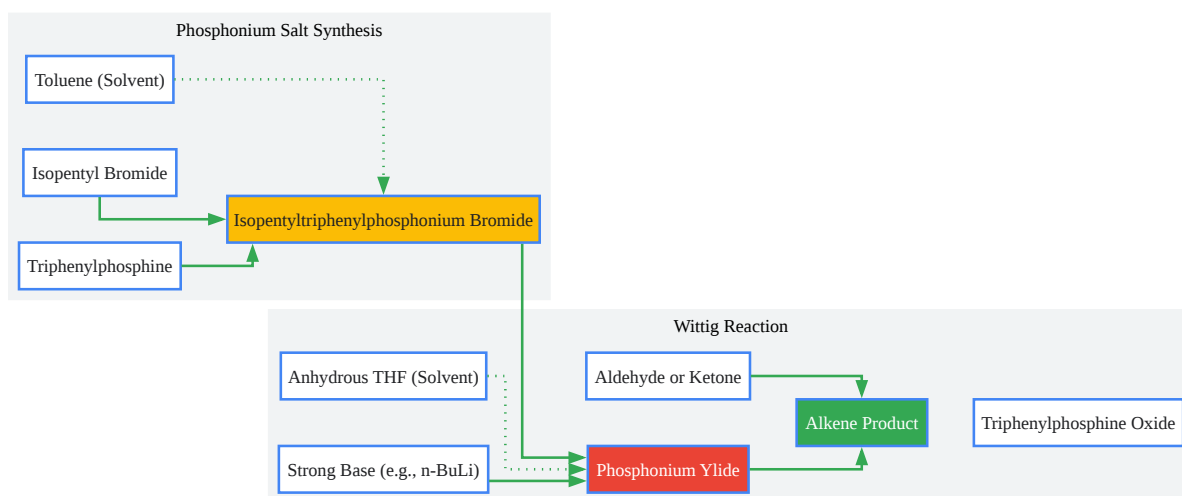 Phosphonium Salt Synthesis
Toluene (Solvent)
Isopentyl Bromide
Isopentyltriphenylphosphonium Bromide
Triphenylphosphine
Wittig Reaction
Anhydrous THF (Solvent)
Aldehyde or Ketone
Alkene Product
Triphenylphosphine Oxide
Strong Base (e.g., n-BuLi)
Phosphonium Ylide